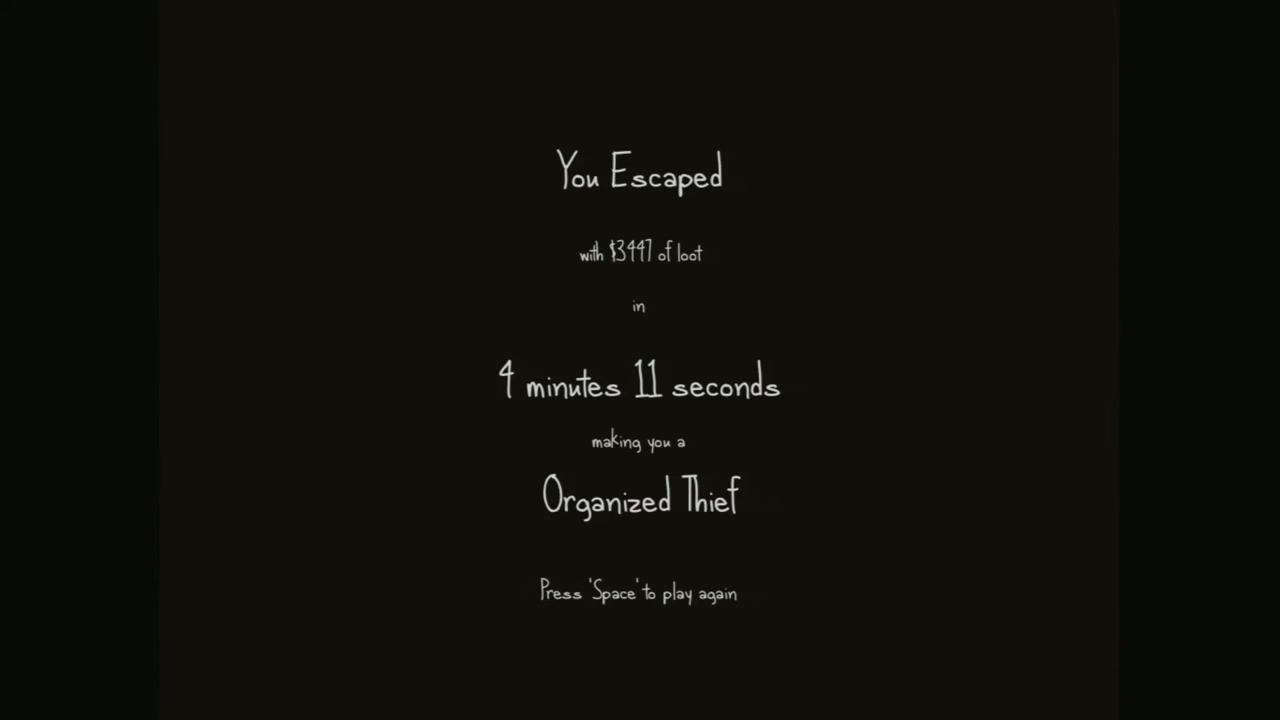 You Escaped
with $3447 of loot
in
4 minutes 11 seconds
making you a
Organized Thief
Press 'Space' to play again